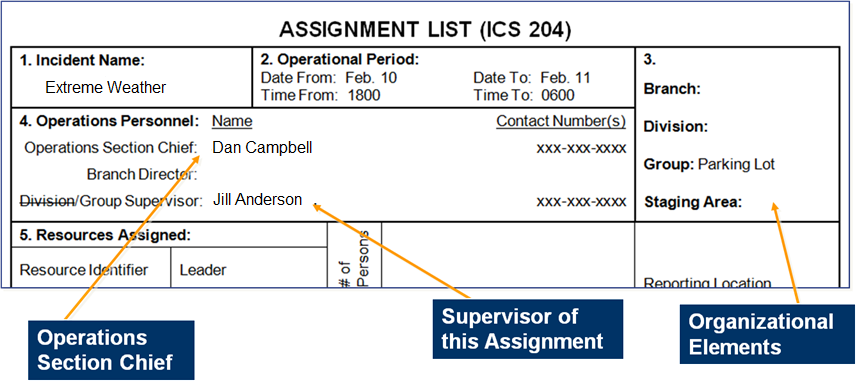 ASSIGNMENT LIST (ICS 204)
1. Incident Name:
Extreme Weather
2. Operational Period:
Date From: Feb. 10 Date To: Feb. 11
Time From: 1800 Time To: 0600
3.
Branch:
Division:
Group: Parking Lot
Staging Area:
4. Operations Personnel: Name Contact Number(s)
Operations Section Chief: Dan Campbell xxx-xxx-xxxx
Branch Director:
Division/Group Supervisor: Jill Anderson xxx-xxx-xxxx
5. Resources Assigned:
Resource Identifier Leader
# of
Persons
Reporting Location
Operations
Section Chief
Supervisor of
this Assignment
Organizational
Elements